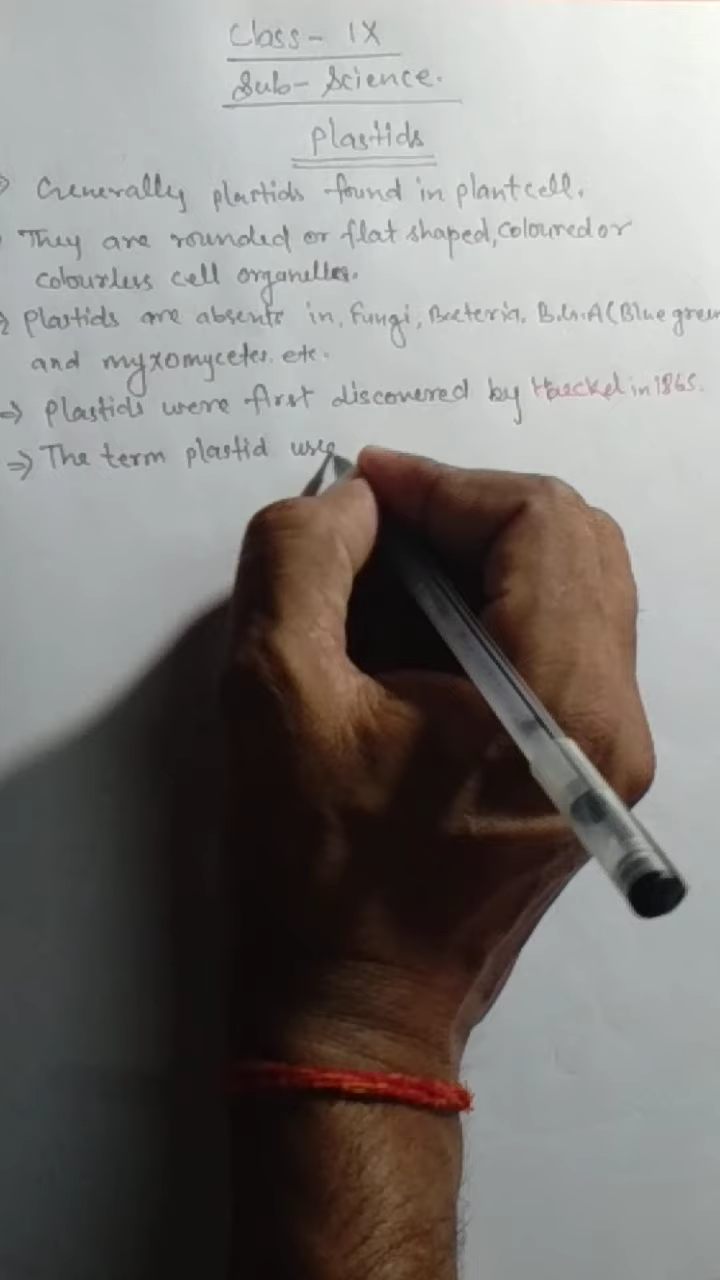 Class - IX
Sub - Science.
Plastids
Generally plastids found in plant cell.
They are rounded or flat shaped, coloured or
colourless cell organelles.
Plastids are absents in, fungi, Bacteria, B.G.A (Blue green
and myxomycetes. etc.
⇒ Plastids were first discovered by Haeckel in 1865.
⇒ The term plastid use